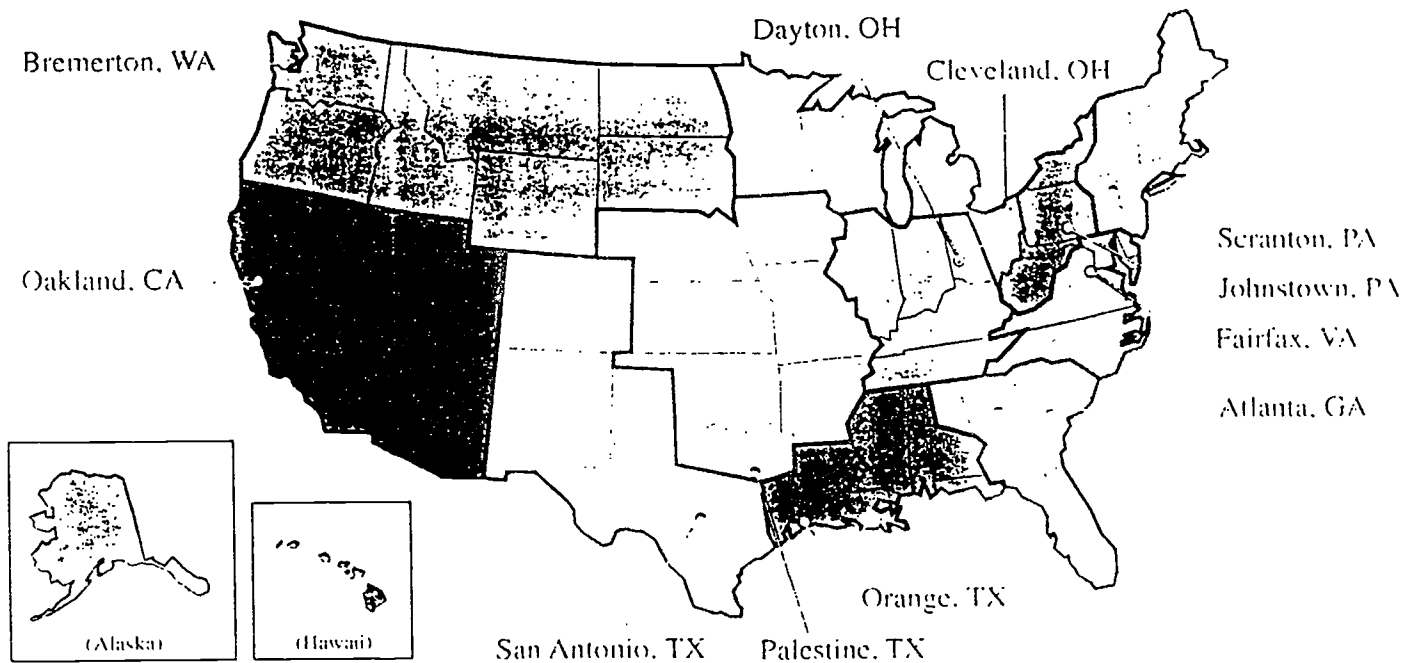 Dayton, OH
Bremerton, WA
Cleveland, OH
Scranton, PA
Oakland, CA
Johnstown, PA
Fairfax, VA
Atlanta, GA
Orange, TX
(Alaska)
(Hawaii)
San Antonio, TX
Palestine, TX